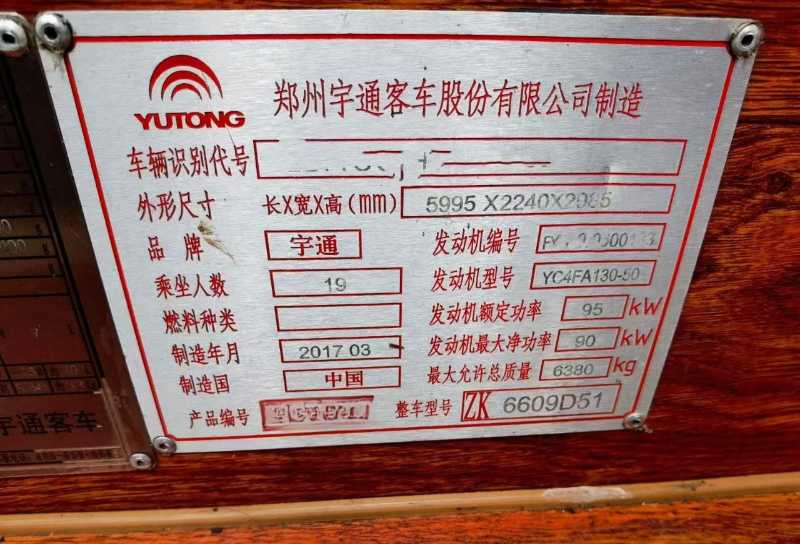 YUTONG
郑州宇通客车股份有限公司制造
车辆识别代号
外形尺寸 长X宽X高(mm) 5995 X2240X2985
品 牌 宇通 发动机编号
乘坐人数 19 发动机型号 YC4FA130-50
燃料种类 发动机额定功率 95 kW
制造年月 2017 03 发动机最大净功率 90 kW
制造国 中国 最大允许总质量 6380 kg
产品编号 整车型号 ZK 6609D51
宇通客车